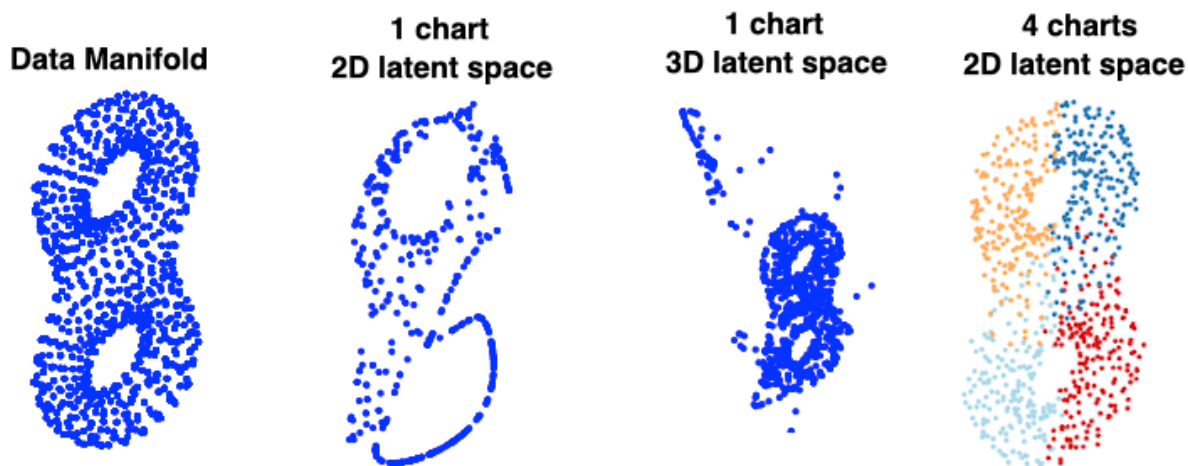 Data Manifold
1 chart
2D latent space
1 chart
3D latent space
4 charts
2D latent space